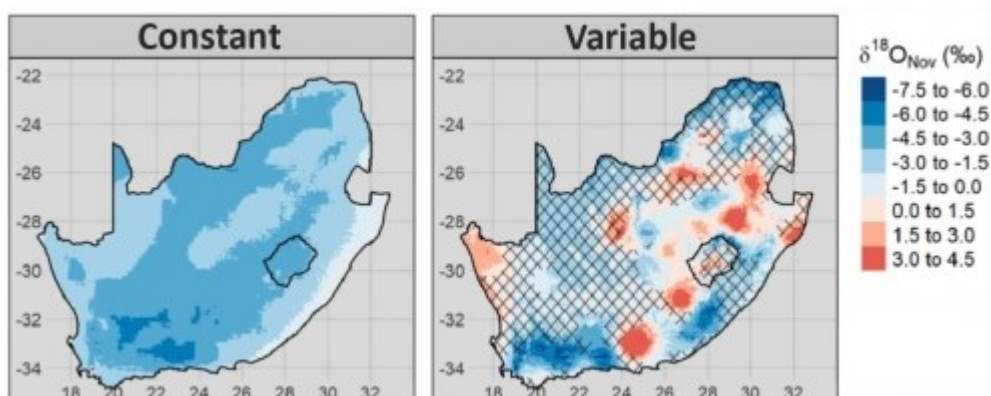 Constant
Variable
δ¹⁸O_Nov (‰)
-7.5 to -6.0
-6.0 to -4.5
-4.5 to -3.0
-3.0 to -1.5
-1.5 to 0.0
0.0 to 1.5
1.5 to 3.0
3.0 to 4.5
-22
-24
-26
-28
-30
-32
-34
18 20 22 24 26 28 30 32
-22
-24
-26
-28
-30
-32
-34
18 20 22 24 26 28 30 32